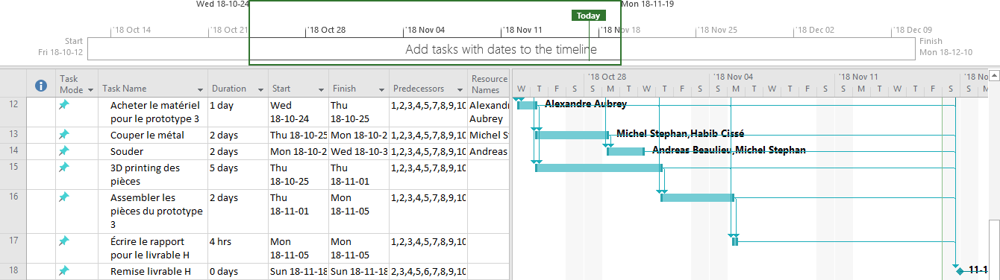 Wed 18-10-24
Mon 18-11-19
Today
'18 Oct 14
'18 Oct 21
'18 Oct 28
'18 Nov 04
'18 Nov 11
'18 Nov 18
'18 Nov 25
'18 Dec 02
'18 Dec 09
Start
Fri 18-10-12
Add tasks with dates to the timeline
Finish
Mon 18-12-10
Task Mode
Task Name
Duration
Start
Finish
Predecessors
Resource Names
'18 Oct 28
'18 Nov 04
'18 Nov 11
W T F S S M T W T F S S M T W T F S S M T W T F S S M
12
Acheter le matériel pour le prototype 3
1 day
Wed 18-10-24
Thu 18-10-25
1,2,3,4,5,6,7,8,9,10
Aubrey
Alexandre Aubrey
13
Couper le métal
2 days
Thu 18-10-25
Mon 18-10-2
1,2,3,4,5,6,7,8,9,10
Michel
Michel Stephan,Habib Cissé
14
Souder
2 days
Mon 18-10-2
Wed 18-10-3
1,2,3,4,5,6,7,8,9,10
Andreas
Andreas Beaulieu,Michel Stephan
15
3D printing des pièces
5 days
Thu 18-10-25
Thu 18-11-01
1,2,3,4,5,6,7,8,9,10
16
Assembler les pièces du prototype 3
2 days
Thu 18-11-01
Mon 18-11-05
1,2,3,4,5,6,7,8,9,10
17
Écrire le rapport pour le livrable H
4 hrs
Mon 18-11-05
Mon 18-11-05
1,2,3,4,5,6,7,8,9,10
18
Remise livrable H
0 days
Sun 18-11-18
Sun 18-11-18
2,3,4,5,6,7,8,9,10